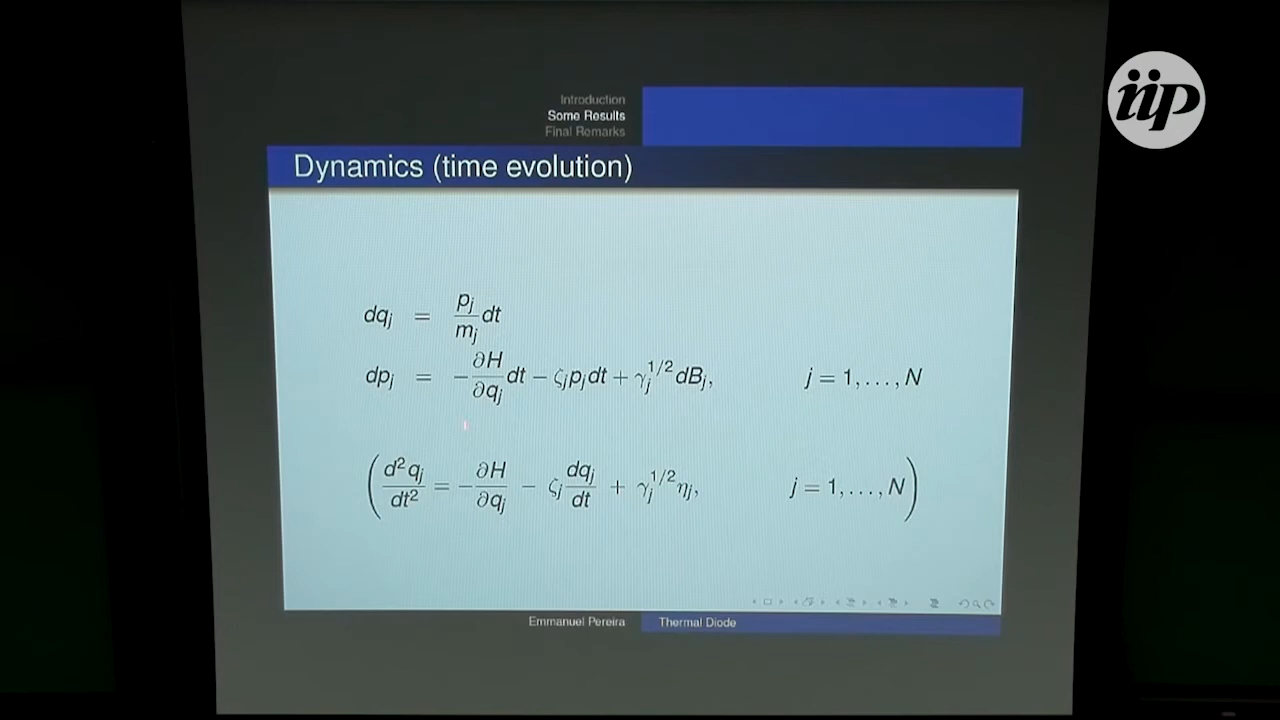 iip
Introduction
Some Results
Final Remarks
Dynamics (time evolution)
dq_j = p_j/m_j dt
dp_j = −∂H/∂q_j dt − ζ_j p_j dt + γ_j^{1/2} dB_j, j = 1, . . . , N
(d²q_j/dt² = −∂H/∂q_j − ζ_j dq_j/dt + γ_j^{1/2} η_j, j = 1, . . . , N)
Emmanuel Pereira Thermal Diode